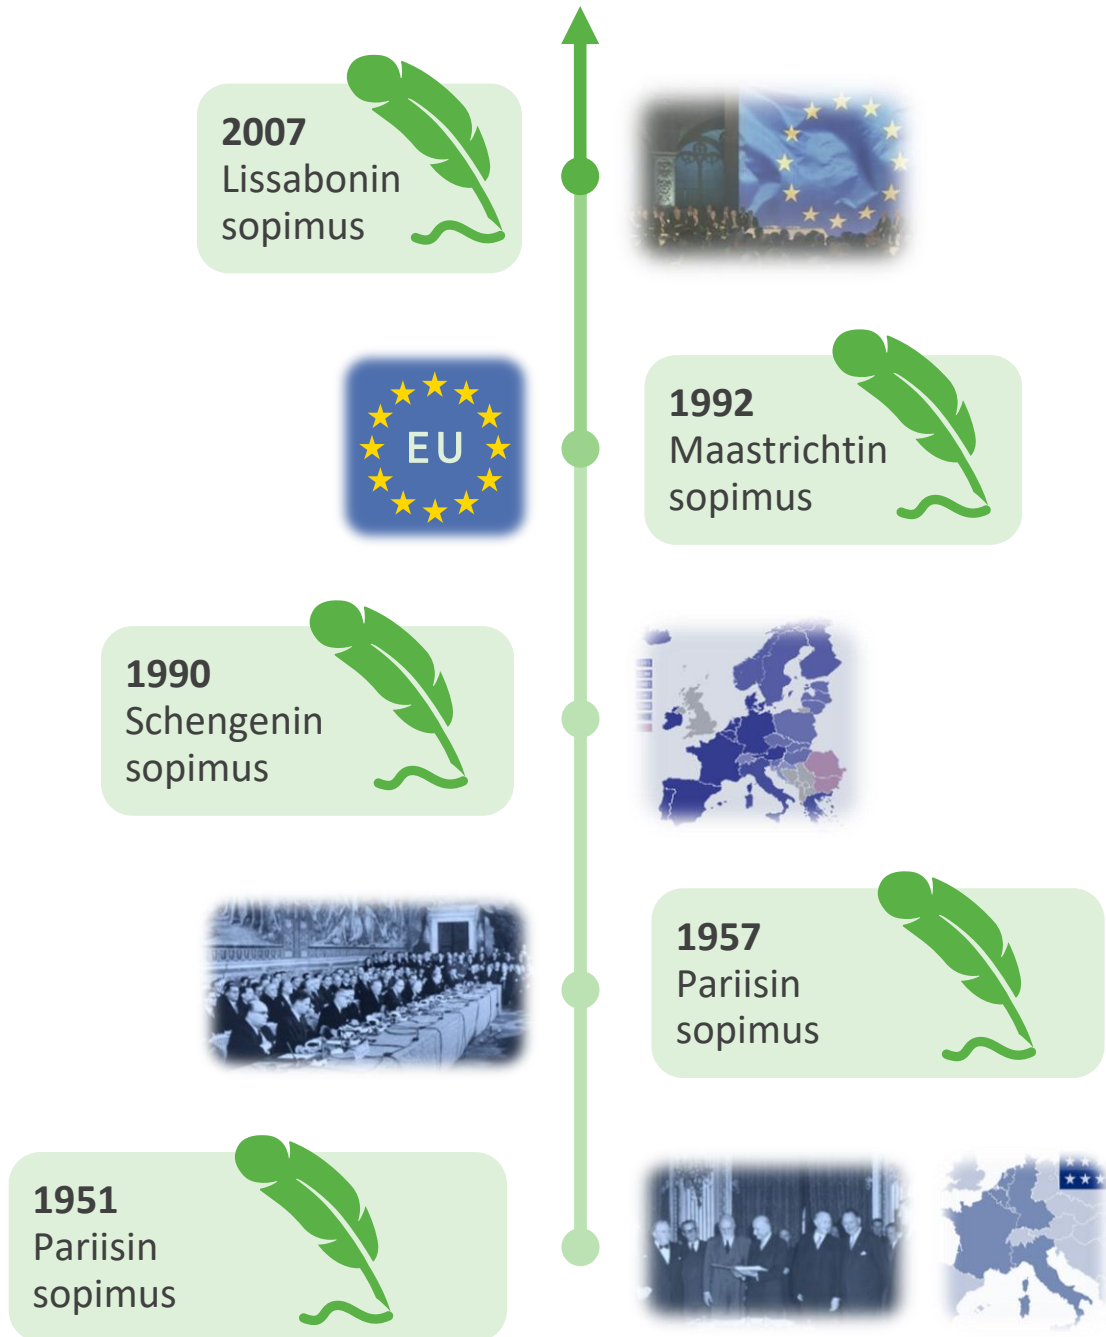 2007
Lissabonin
sopimus
EU
1992
Maastrichtin
sopimus
1990
Schengenin
sopimus
1957
Pariisin
sopimus
1951
Pariisin
sopimus